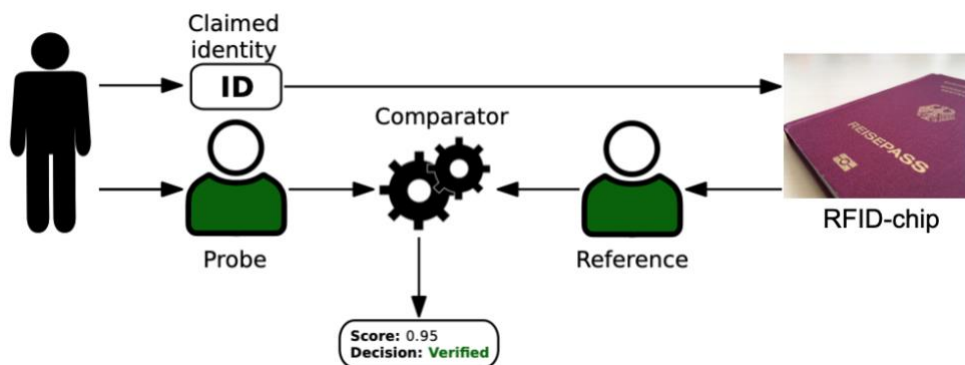 Claimed
identity
ID
Comparator
REISEPASS
RFID-chip
Probe
Reference
Score: 0.95
Decision: Verified